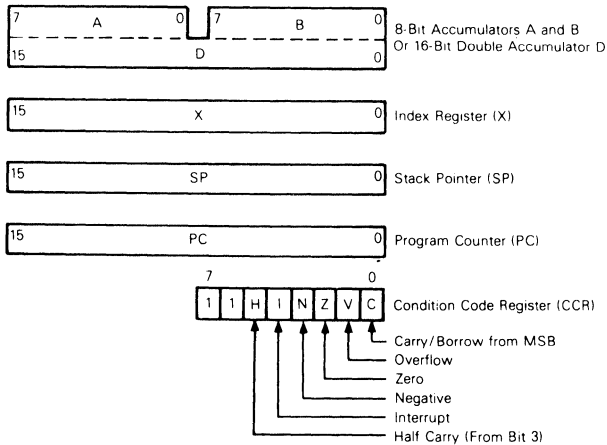 7 A 0 7 B 0
8-Bit Accumulators A and B
15 D 0
Or 16-Bit Double Accumulator D
15 X 0
Index Register (X)
15 SP 0
Stack Pointer (SP)
15 PC 0
Program Counter (PC)
7 0
1 1 H I N Z V C
Condition Code Register (CCR)
Carry/Borrow from MSB
Overflow
Zero
Negative
Interrupt
Half Carry (From Bit 3)